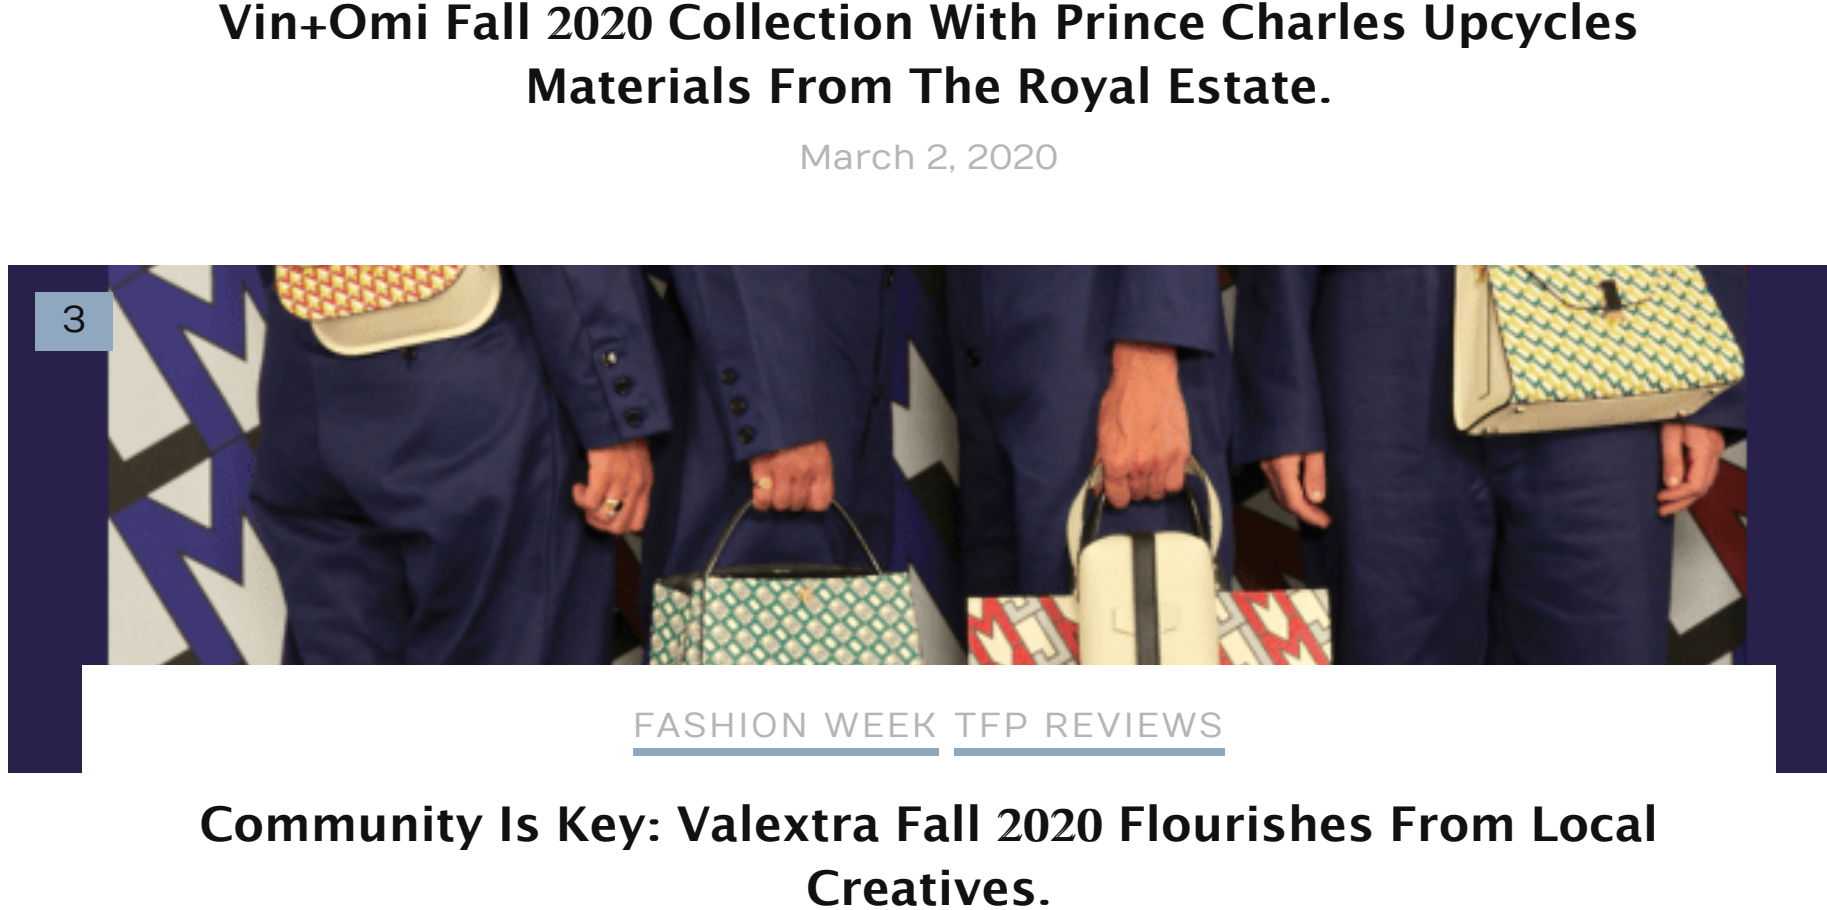 Vin+Omi Fall 2020 Collection With Prince Charles Upcycles
Materials From The Royal Estate.
March 2, 2020
3
FASHION WEEK TFP REVIEWS
Community Is Key: Valextra Fall 2020 Flourishes From Local
Creatives.